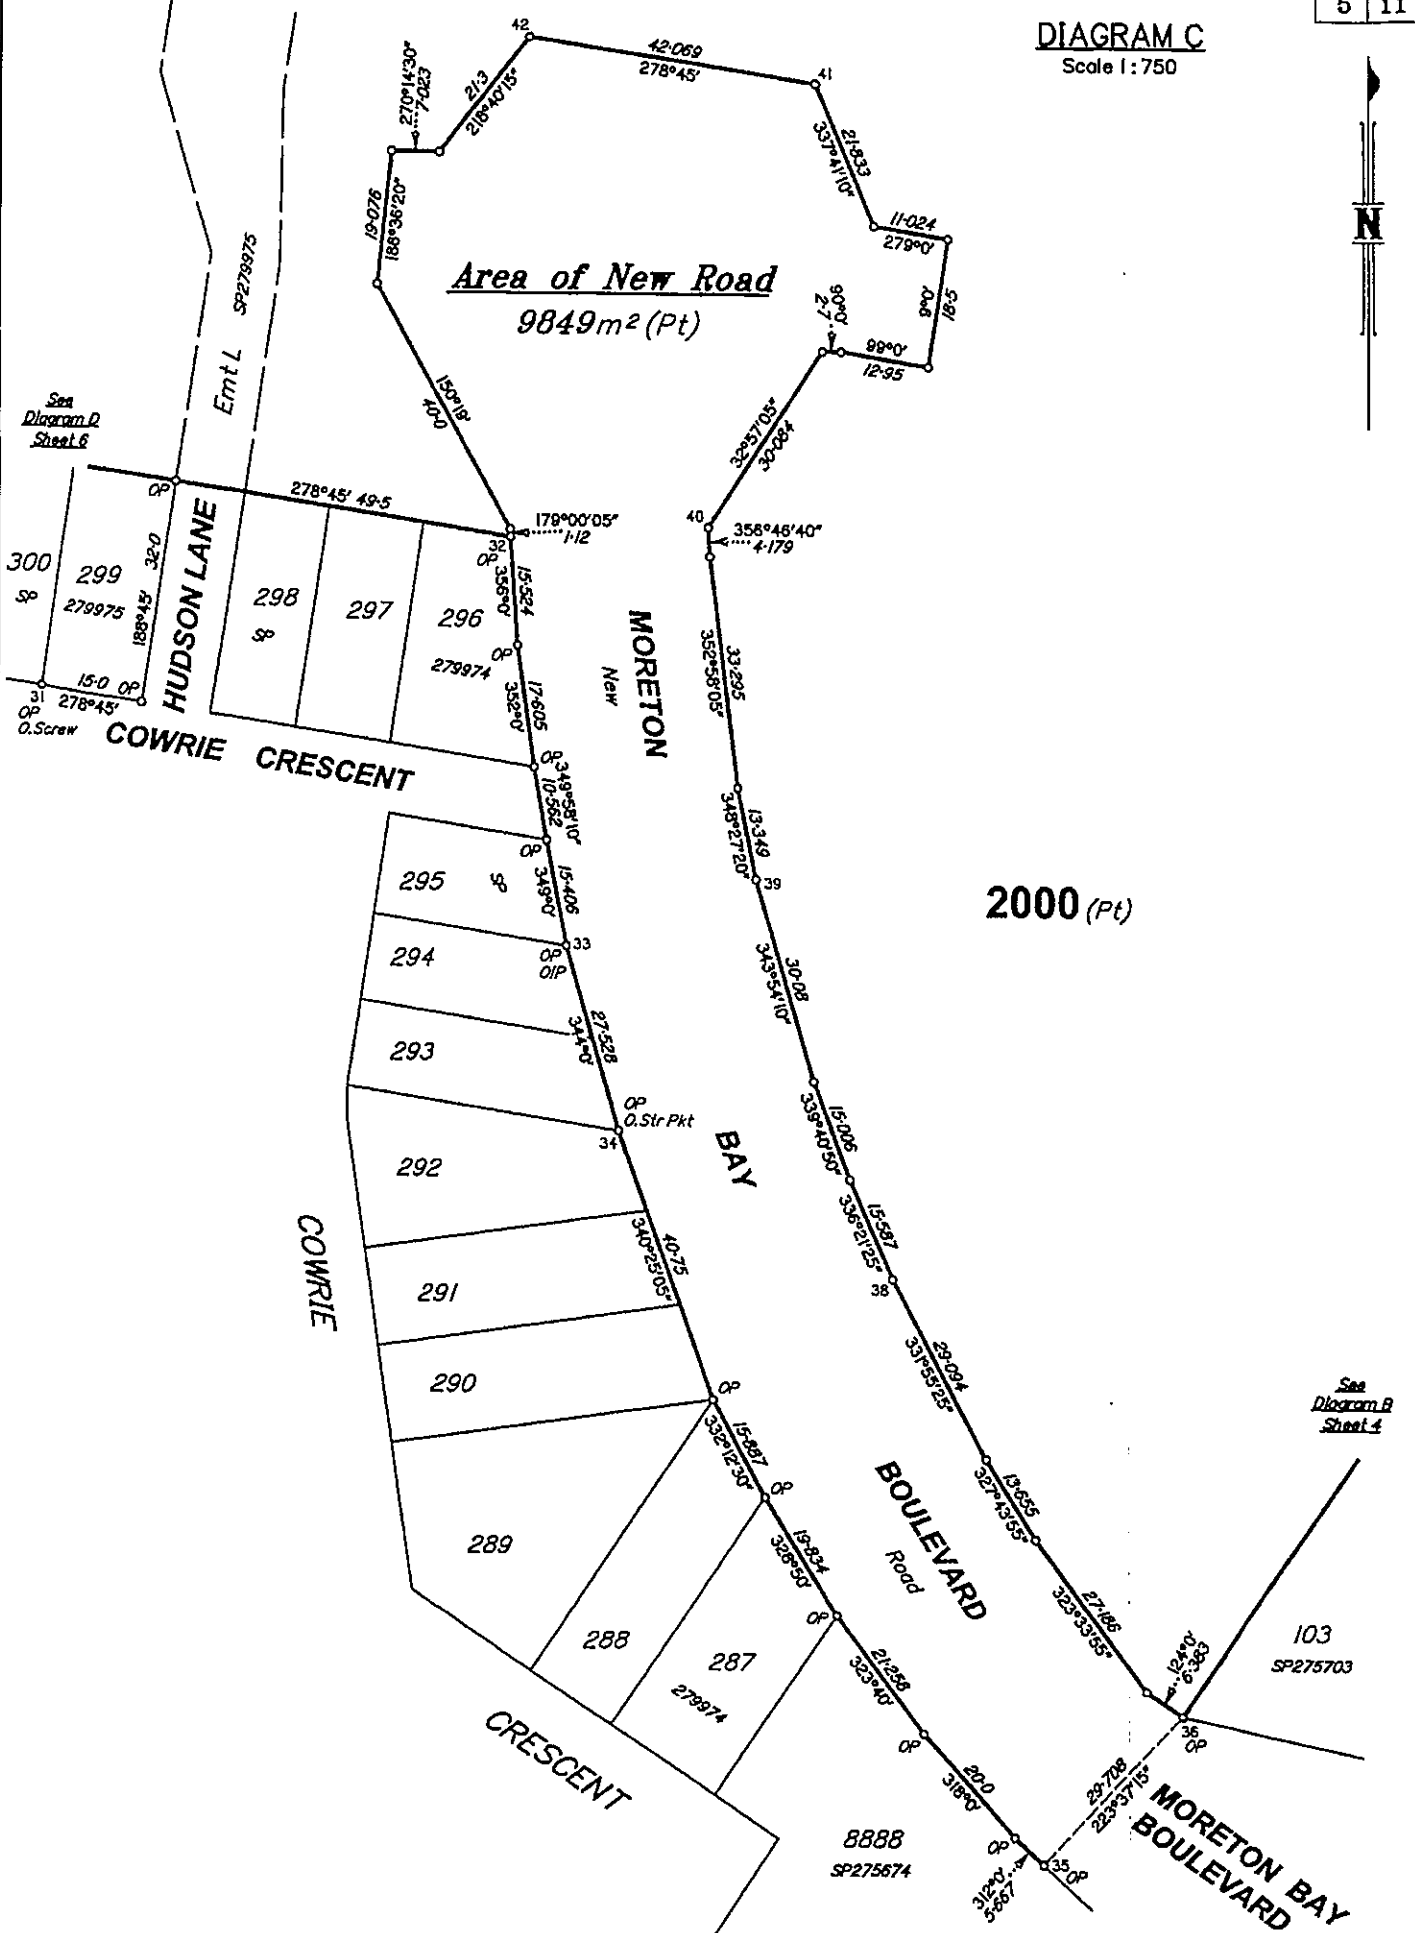 5 11
DIAGRAM C
Scale 1:750
N
42
42·069
278°45'
41
270°14'30"
7·023
21·3
218°40'15"
21·833
337°41'10"
11·024
279°0'
9°0'
18·5
19·076
188°36'20"
Area of New Road
9849m² (Pt)
90°0'
2·7
99°0'
12·95
SP279975
Emt L
150°19'
40·0
32°57'05"
30·084
See
Diagram D
Sheet 6
OP
278°45' 49·5
179°00'05"
1·12
32
OP
40
356°46'40"
4·179
300
SP
299
279975
32·0
188°45'
HUDSON LANE
298
SP
297
296
279974
15·524
356°0'
OP
MORETON
New
33·295
352°58'05"
15·0
OP
278°45'
31
OP
O.Screw
17·605
352°0'
COWRIE CRESCENT
OP
349°58'10"
10·562
OP
13·349
348°27'20"
39
295
SP
15·406
349°0'
2000 (Pt)
33
OP
OIP
294
293
27·528
344°0'
30·08
343°54'10"
OP
O.Str Pkt
34
BAY
15·006
339°40'50"
292
COWRIE
291
290
40·75
340°25'05"
15·587
336°21'25"
38
29·094
331°55'25"
OP
15·887
332°12'30"
OP
See
Diagram B
Sheet 4
BOULEVARD
Road
13·655
327°43'55"
289
19·834
328°50'
OP
288
287
279974
27·186
323°33'55"
124°0'
6·383
103
SP275703
CRESCENT
21·256
323°40'
OP
36
OP
20·0
318°0'
29·708
223°37'15"
MORETON BAY
BOULEVARD
8888
SP275674
OP
35
OP
312°0'
5·667